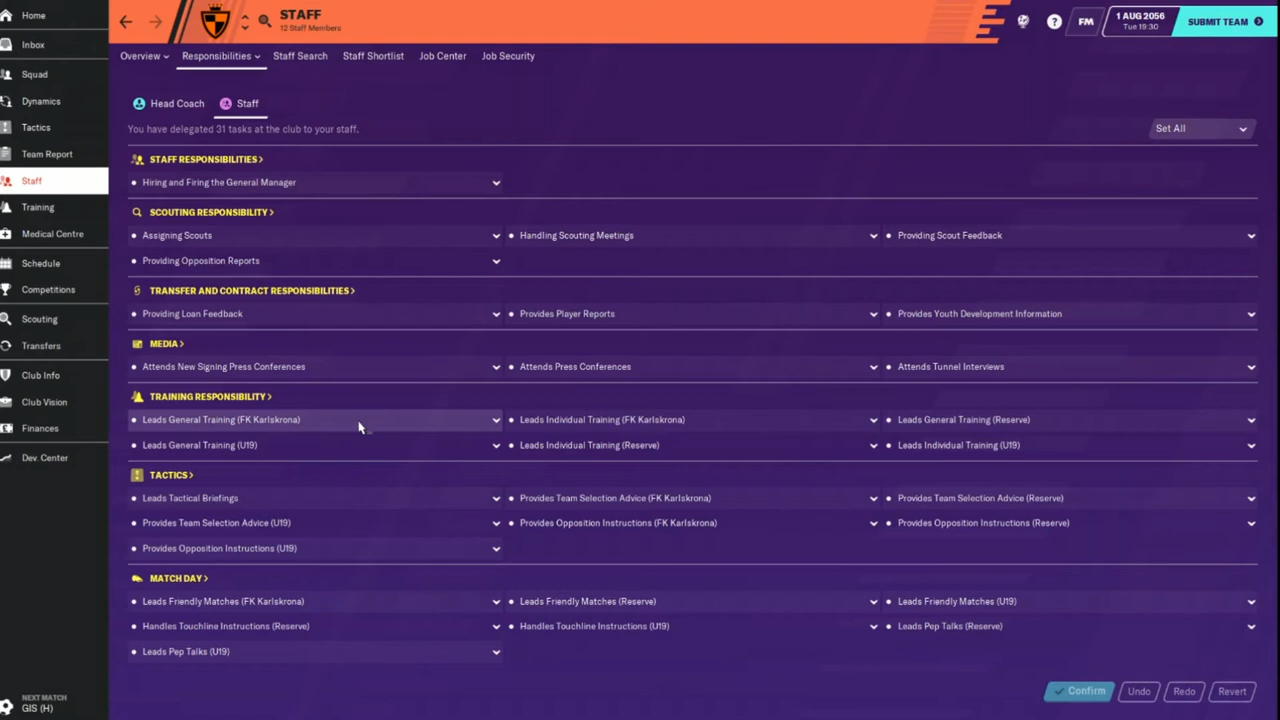 Home
Inbox
Squad
Dynamics
Tactics
Team Report
Staff
Training
Medical Centre
Schedule
Competitions
Scouting
Transfers
Club Info
Club Vision
Finances
Dev. Center
NEXT MATCH
GIS (H)
STAFF
12 Staff Members
?
FM
1 AUG 2056
Tue 19:30
SUBMIT TEAM
Overview
Responsibilities
Staff Search
Staff Shortlist
Job Center
Job Security
Head Coach
Staff
You have delegated 31 tasks at the club to your staff.
Set All
STAFF RESPONSIBILITIES >
Hiring and Firing the General Manager
SCOUTING RESPONSIBILITY >
Assigning Scouts
Handling Scouting Meetings
Providing Scout Feedback
Providing Opposition Reports
TRANSFER AND CONTRACT RESPONSIBILITIES >
Providing Loan Feedback
Provides Player Reports
Provides Youth Development Information
MEDIA >
Attends New Signing Press Conferences
Attends Press Conferences
Attends Tunnel Interviews
TRAINING RESPONSIBILITY >
Leads General Training (FK Karlskrona)
Leads Individual Training (FK Karlskrona)
Leads General Training (Reserve)
Leads General Training (U19)
Leads Individual Training (Reserve)
Leads Individual Training (U19)
TACTICS >
Leads Tactical Briefings
Provides Team Selection Advice (FK Karlskrona)
Provides Team Selection Advice (Reserve)
Provides Team Selection Advice (U19)
Provides Opposition Instructions (FK Karlskrona)
Provides Opposition Instructions (Reserve)
Provides Opposition Instructions (U19)
MATCH DAY >
Leads Friendly Matches (FK Karlskrona)
Leads Friendly Matches (Reserve)
Leads Friendly Matches (U19)
Handles Touchline Instructions (Reserve)
Handles Touchline Instructions (U19)
Leads Pep Talks (Reserve)
Leads Pep Talks (U19)
Confirm
Undo
Redo
Revert